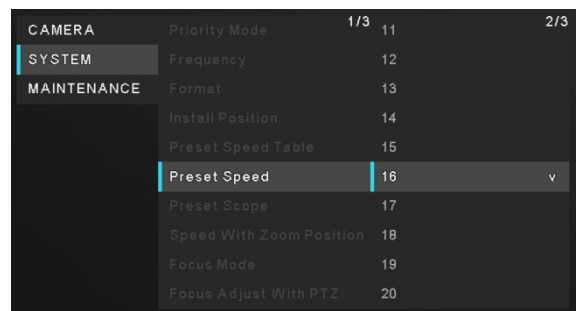 1/3 2/3
CAMERA Priority Mode 11
SYSTEM Frequency 12
MAINTENANCE Format 13
Install Position 14
Preset Speed Table 15
Preset Speed 16 v
Preset Scope 17
Speed With Zoom Position 18
Focus Mode 19
Focus Adjust With PTZ 20